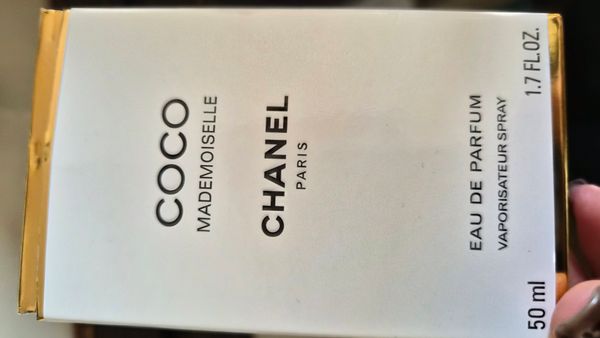 COCO
MADEMOISELLE
CHANEL
PARIS
EAU DE PARFUM
VAPORISATEUR SPRAY
50 ml 1.7 FL.OZ.